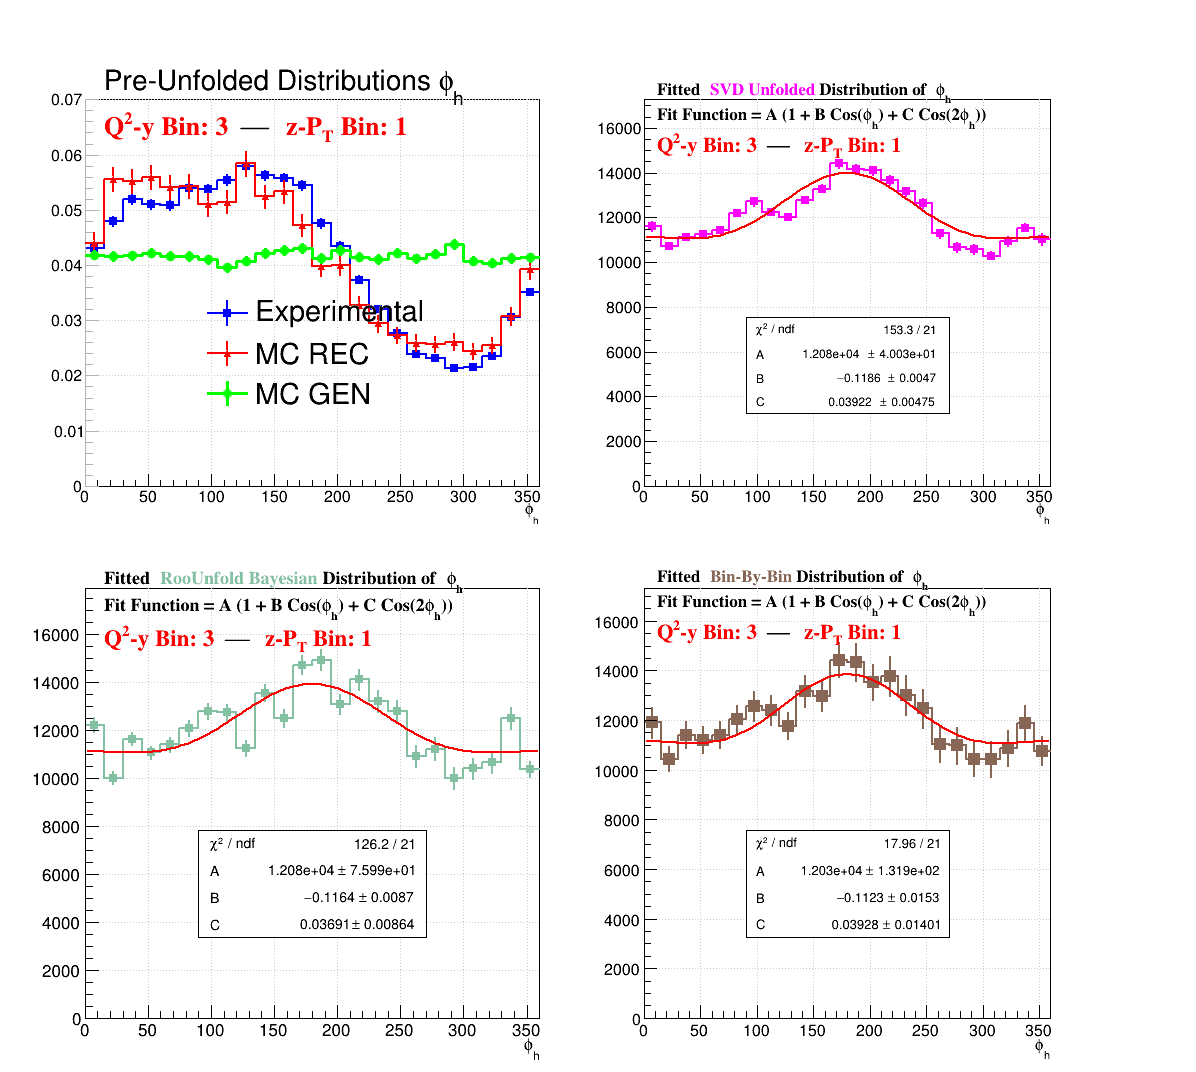 Pre-Unfolded Distributions ϕh
Q²-y Bin: 3 — z-PT Bin: 1
0.07
0.06
0.05
0.04
0.03
0.02
0.01
0
Experimental
MC REC
MC GEN
0 50 100 150 200 250 300 350
ϕh
Fitted SVD Unfolded Distribution of ϕh
Fit Function = A (1 + B Cos(ϕh) + C Cos(2ϕh))
Q²-y Bin: 3 — z-PT Bin: 1
16000
14000
12000
10000
8000
6000
4000
2000
0
χ² / ndf 153.3 / 21
A 1.208e+04 ± 4.003e+01
B −0.1186 ± 0.0047
C 0.03922 ± 0.00475
0 50 100 150 200 250 300 350
ϕh
Fitted RooUnfold Bayesian Distribution of ϕh
Fit Function = A (1 + B Cos(ϕh) + C Cos(2ϕh))
Q²-y Bin: 3 — z-PT Bin: 1
16000
14000
12000
10000
8000
6000
4000
2000
0
χ² / ndf 126.2 / 21
A 1.208e+04 ± 7.599e+01
B −0.1164 ± 0.0087
C 0.03691 ± 0.00864
0 50 100 150 200 250 300 350
ϕh
Fitted Bin-By-Bin Distribution of ϕh
Fit Function = A (1 + B Cos(ϕh) + C Cos(2ϕh))
Q²-y Bin: 3 — z-PT Bin: 1
16000
14000
12000
10000
8000
6000
4000
2000
0
χ² / ndf 17.96 / 21
A 1.203e+04 ± 1.319e+02
B −0.1123 ± 0.0153
C 0.03928 ± 0.01401
0 50 100 150 200 250 300 350
ϕh